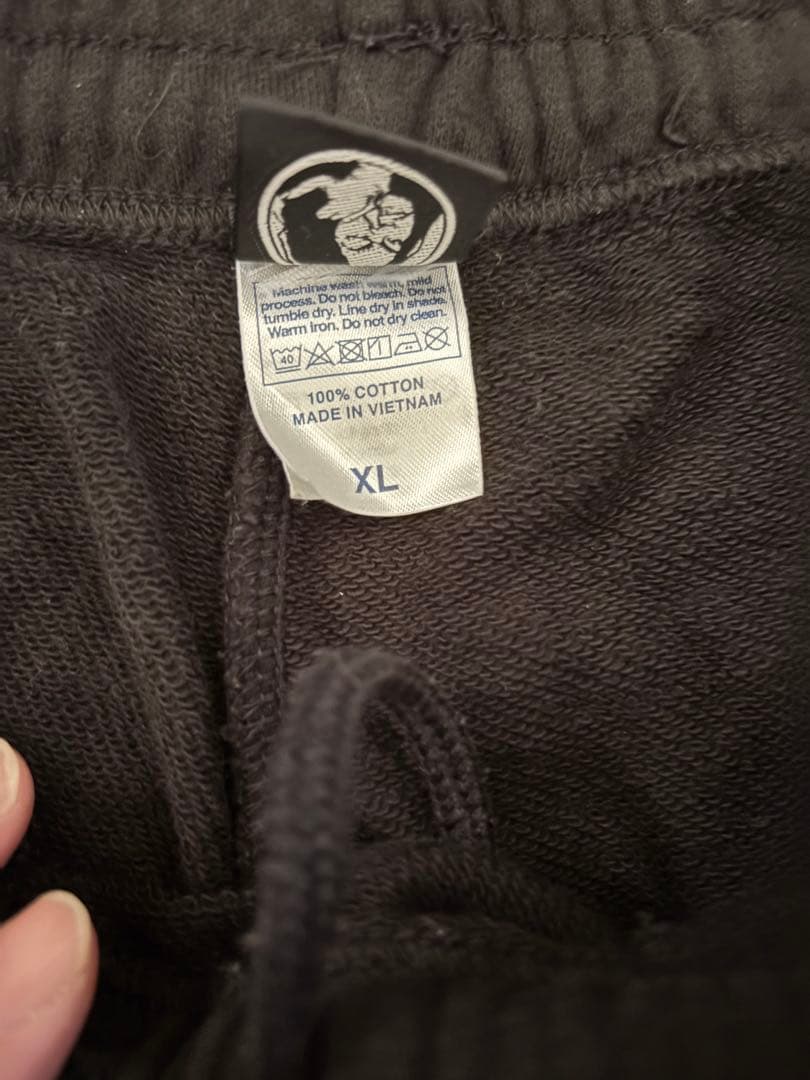 Machine wash warm, mild
process. Do not bleach. Do not
tumble dry. Line dry in shade.
Warm iron. Do not dry clean.
40
100% COTTON
MADE IN VIETNAM
XL